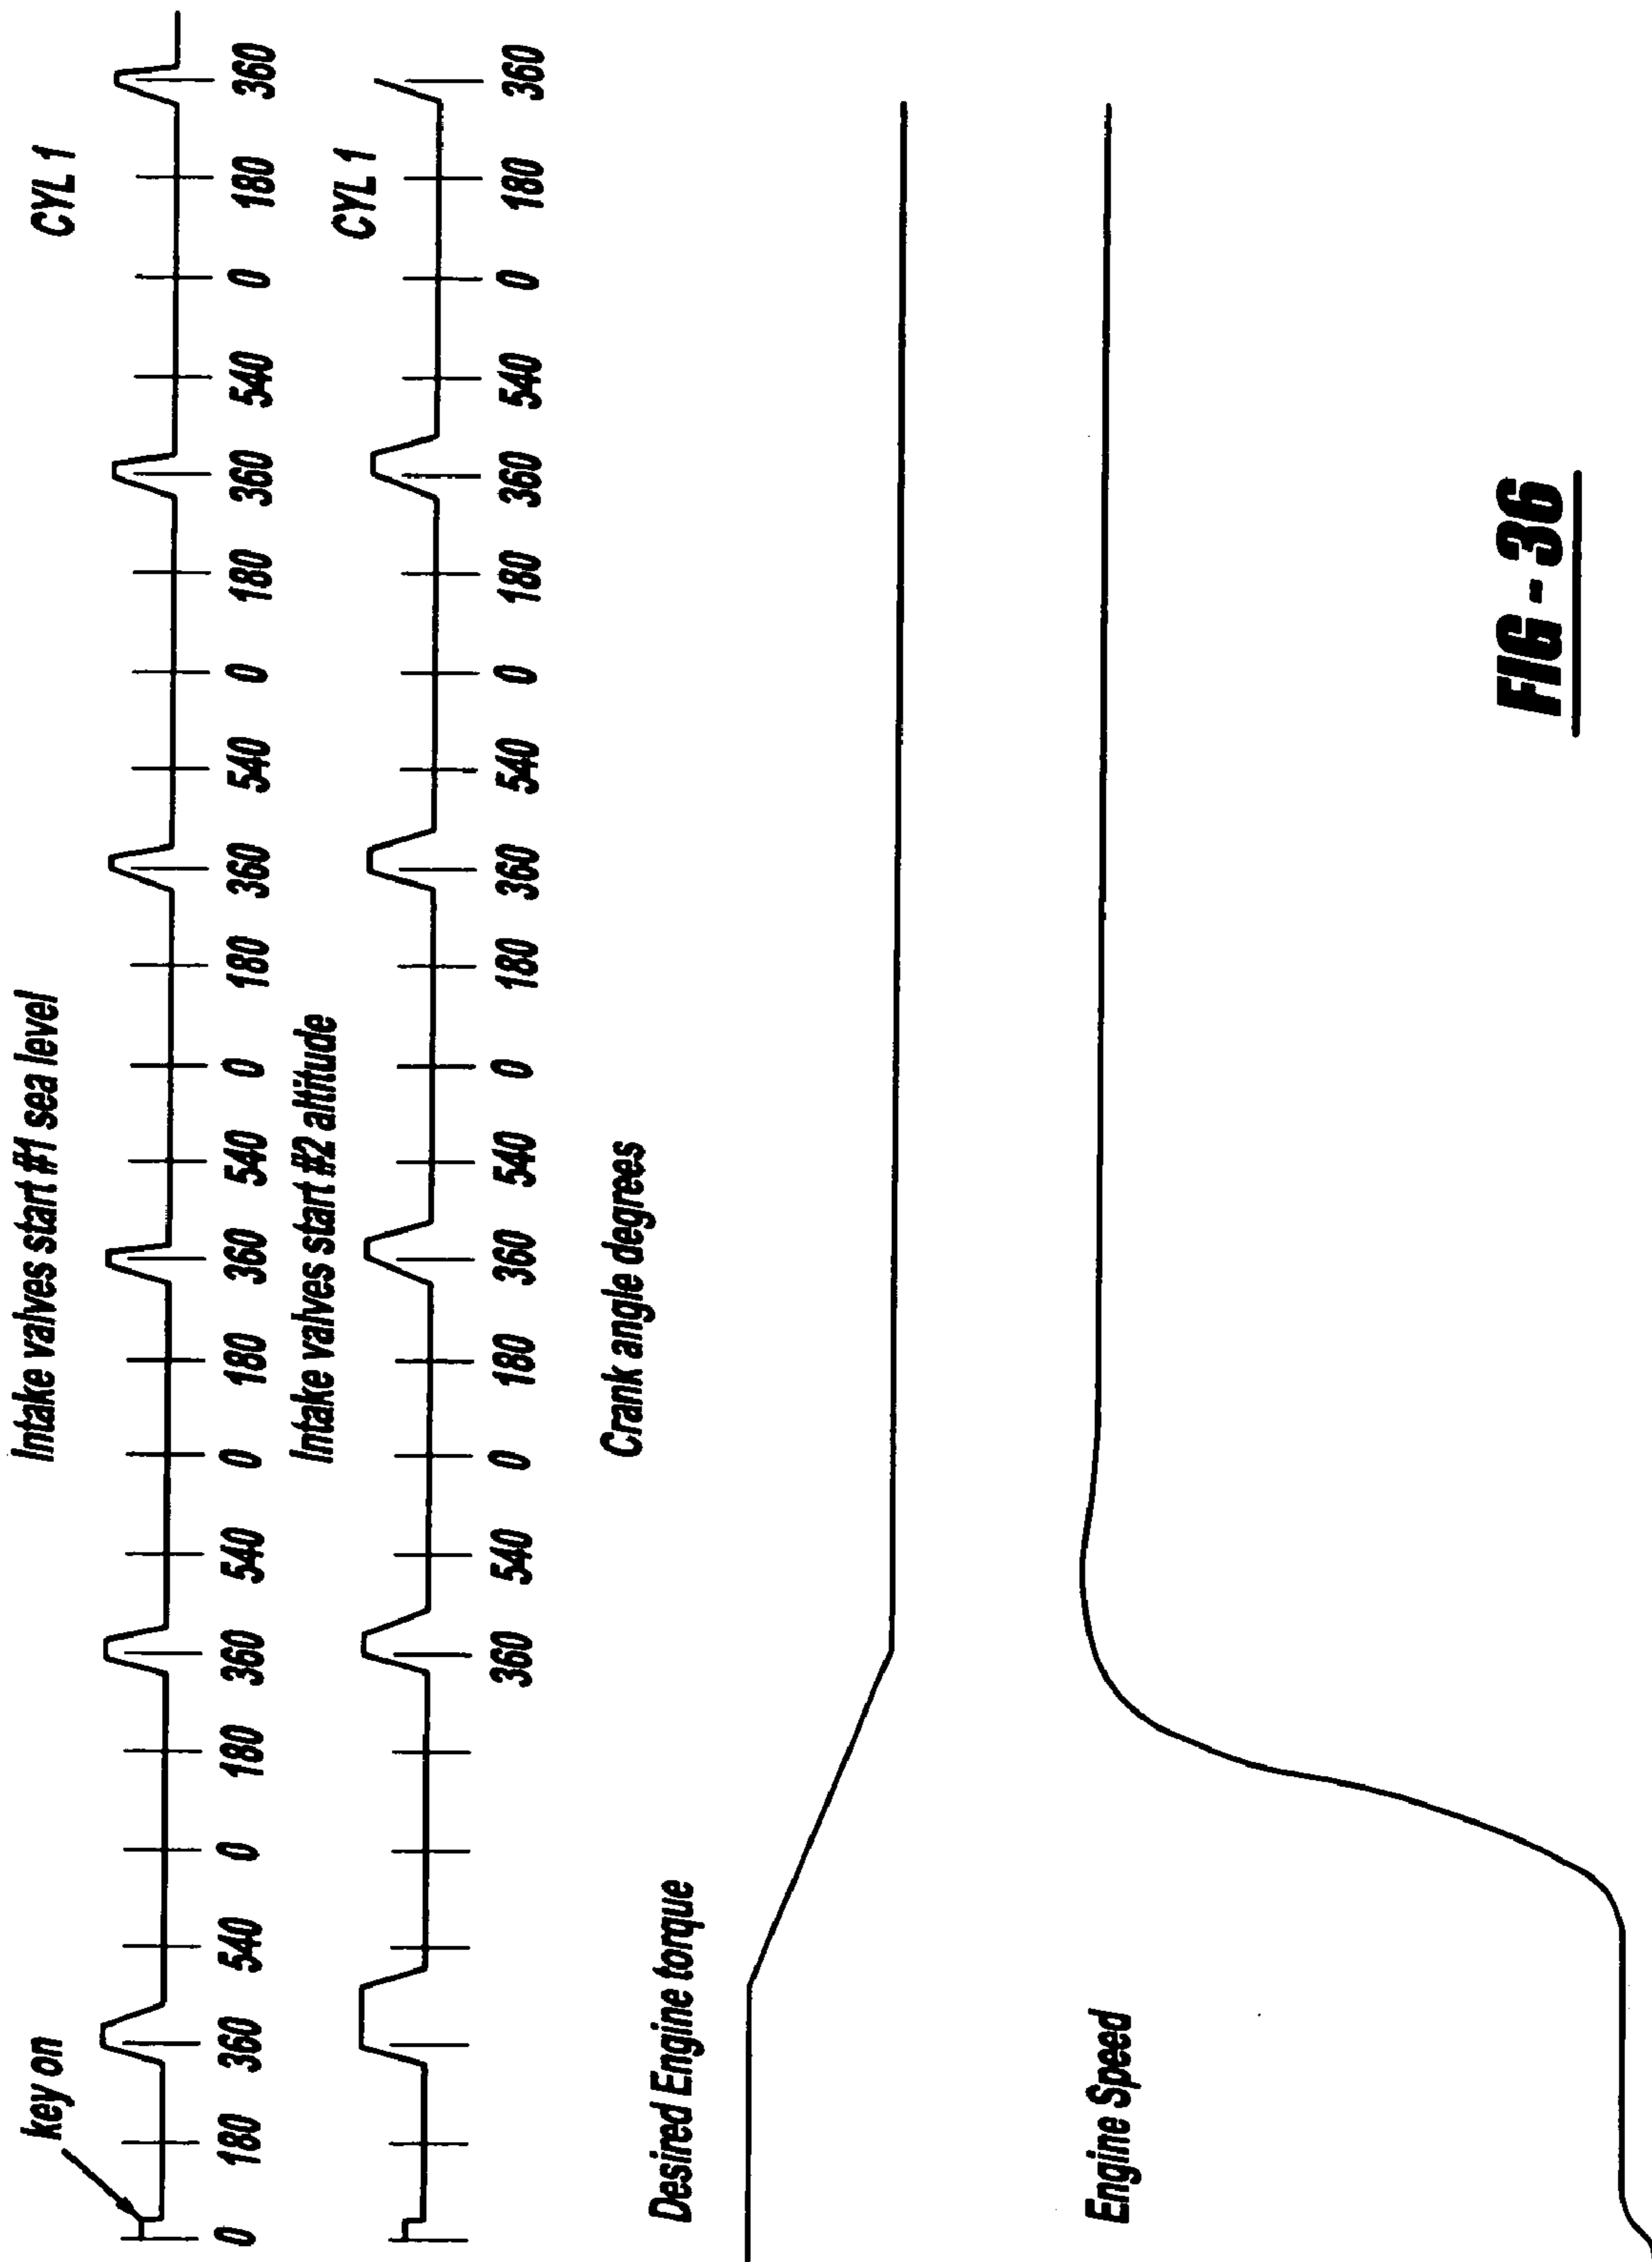 key on
Intake valves start #1 sea level
CYL 1
0 180 360 540 0 180 360 540 0 180 360 540 0 180 360 540 0 180 360 540 0 180 360
Intake valves start #2 altitude
CYL 1
360 540 0 180 360 540 0 180 360 540 0 180 360 540 0 180 360
Crank angle degrees
Desired Engine torque
Engine Speed
FIG - 36